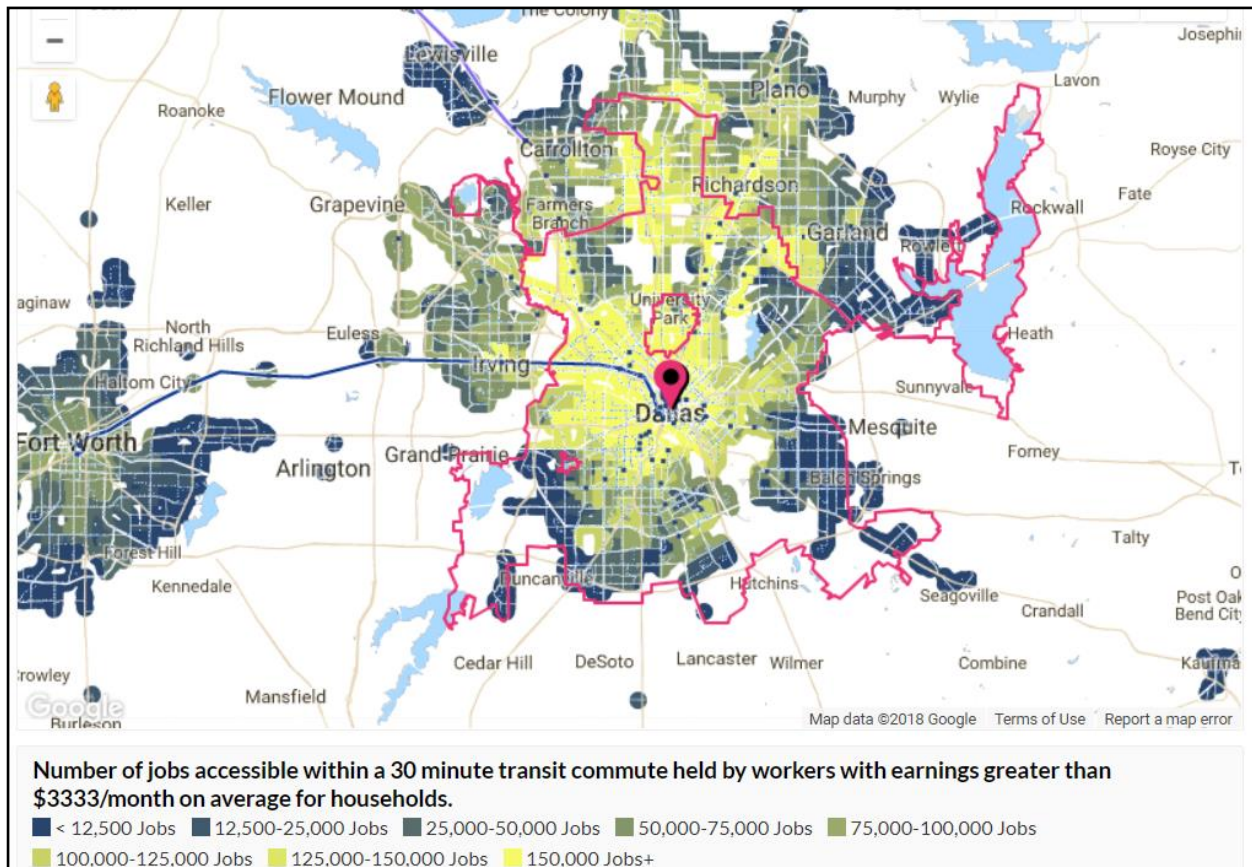 The Colony
Josephi
Lewisville
Lavon
Plano
Murphy
Wylie
Flower Mound
Roanoke
Royse City
Carrollton
Keller
Grapevine
Richardson
Fate
Farmers
Branch
Rockwall
Garland
Rowle
University
Park
aginaw
North
Richland Hills
Euless
Heath
Irving
Haltom City
Sunnyvale
Dallas
Mesquite
Fort Worth
Arlington
Grand Prairie
Forney
Balch Springs
Forest Hill
Talty
Kennedale
Duncanville
Hutchins
Seagoville
Crandall
Post Oak
Bend City
Cedar Hill
DeSoto
Lancaster
Wilmer
Combine
Kaufma
Crowley
Mansfield
Google
Burleson
Map data ©2018 Google Terms of Use Report a map error
Number of jobs accessible within a 30 minute transit commute held by workers with earnings greater than
$3333/month on average for households.
< 12,500 Jobs 12,500-25,000 Jobs 25,000-50,000 Jobs 50,000-75,000 Jobs 75,000-100,000 Jobs
100,000-125,000 Jobs 125,000-150,000 Jobs 150,000 Jobs+